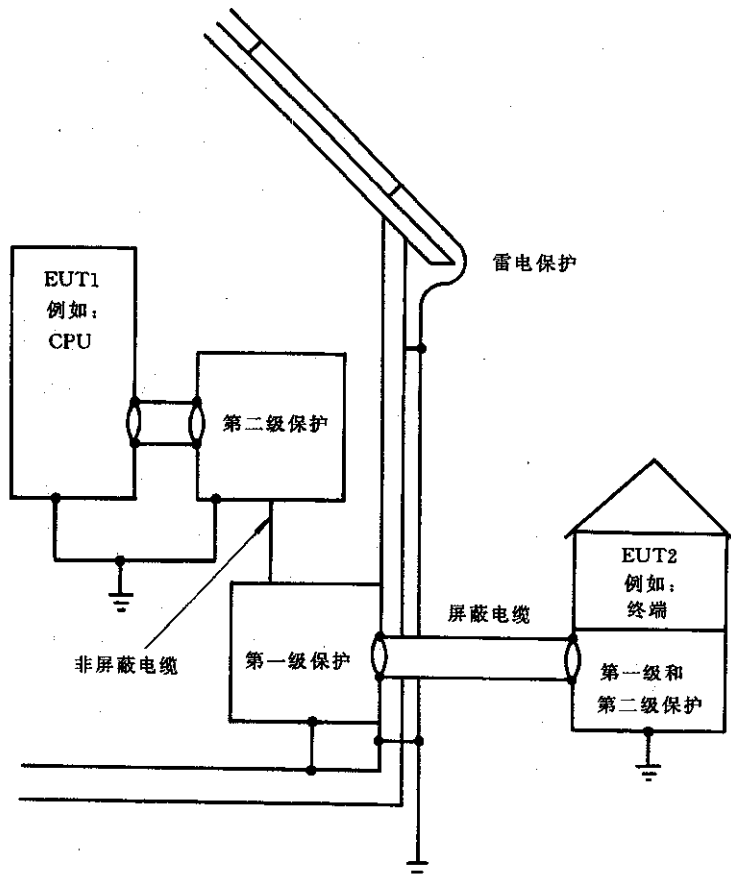 雷电保护
EUT1
例如:
CPU
第二级保护
EUT2
例如:
终端
屏蔽电缆
非屏蔽电缆
第一级保护
第一级和
第二级保护